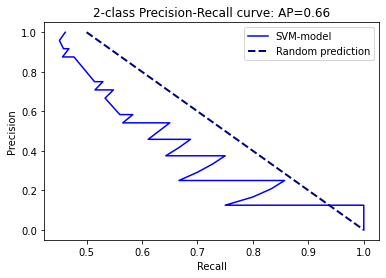 2-class Precision-Recall curve: AP=0.66
SVM-model
Random prediction
Precision
1.0
0.8
0.6
0.4
0.2
0.0
0.5
0.6
0.7
0.8
0.9
1.0
Recall